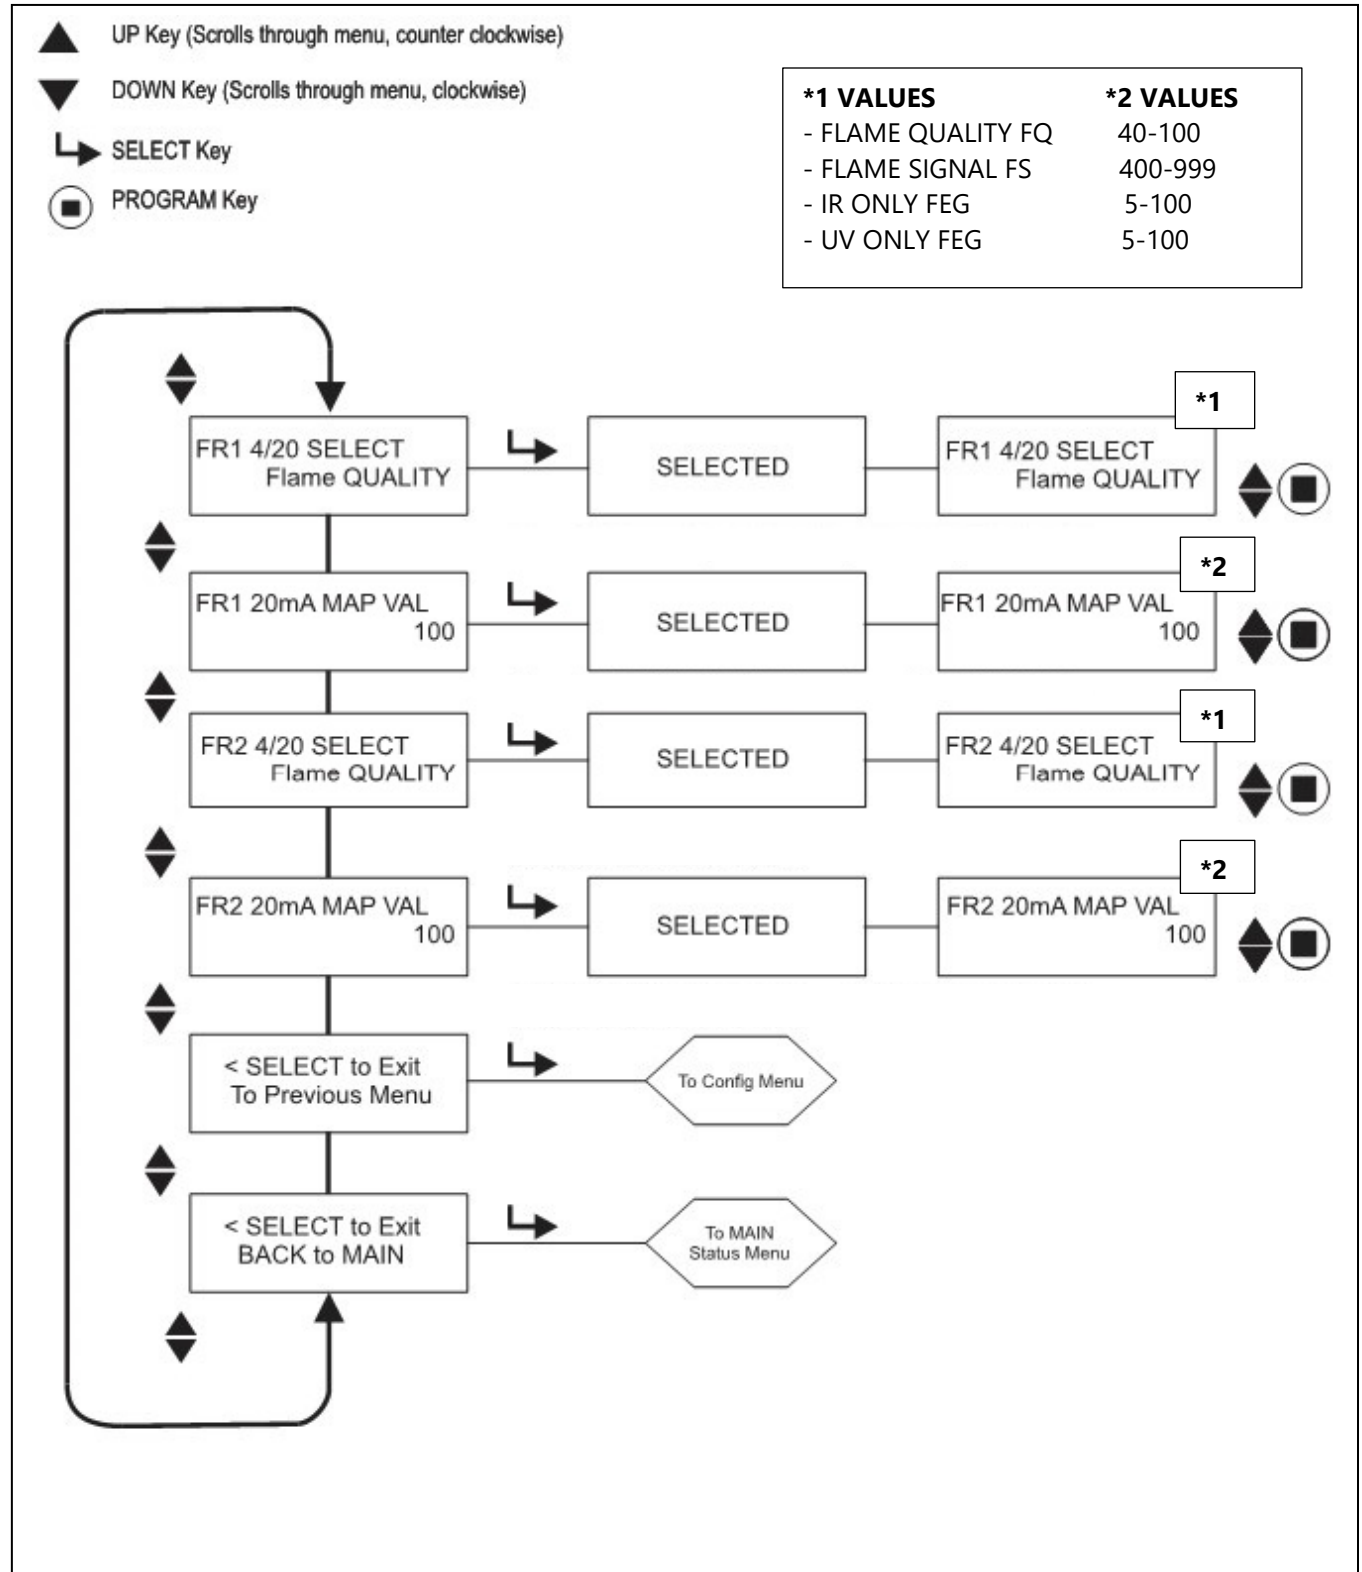 UP Key (Scrolls through menu, counter clockwise)
DOWN Key (Scrolls through menu, clockwise)
SELECT Key
PROGRAM Key
*1 VALUES *2 VALUES
- FLAME QUALITY FQ 40-100
- FLAME SIGNAL FS 400-999
- IR ONLY FEG 5-100
- UV ONLY FEG 5-100
*1
FR1 4/20 SELECT
Flame QUALITY
SELECTED
FR1 4/20 SELECT
Flame QUALITY
*2
FR1 20mA MAP VAL
100
SELECTED
FR1 20mA MAP VAL
100
*1
FR2 4/20 SELECT
Flame QUALITY
SELECTED
FR2 4/20 SELECT
Flame QUALITY
*2
FR2 20mA MAP VAL
100
SELECTED
FR2 20mA MAP VAL
100
< SELECT to Exit
To Previous Menu
To Config Menu
< SELECT to Exit
BACK to MAIN
To MAIN
Status Menu